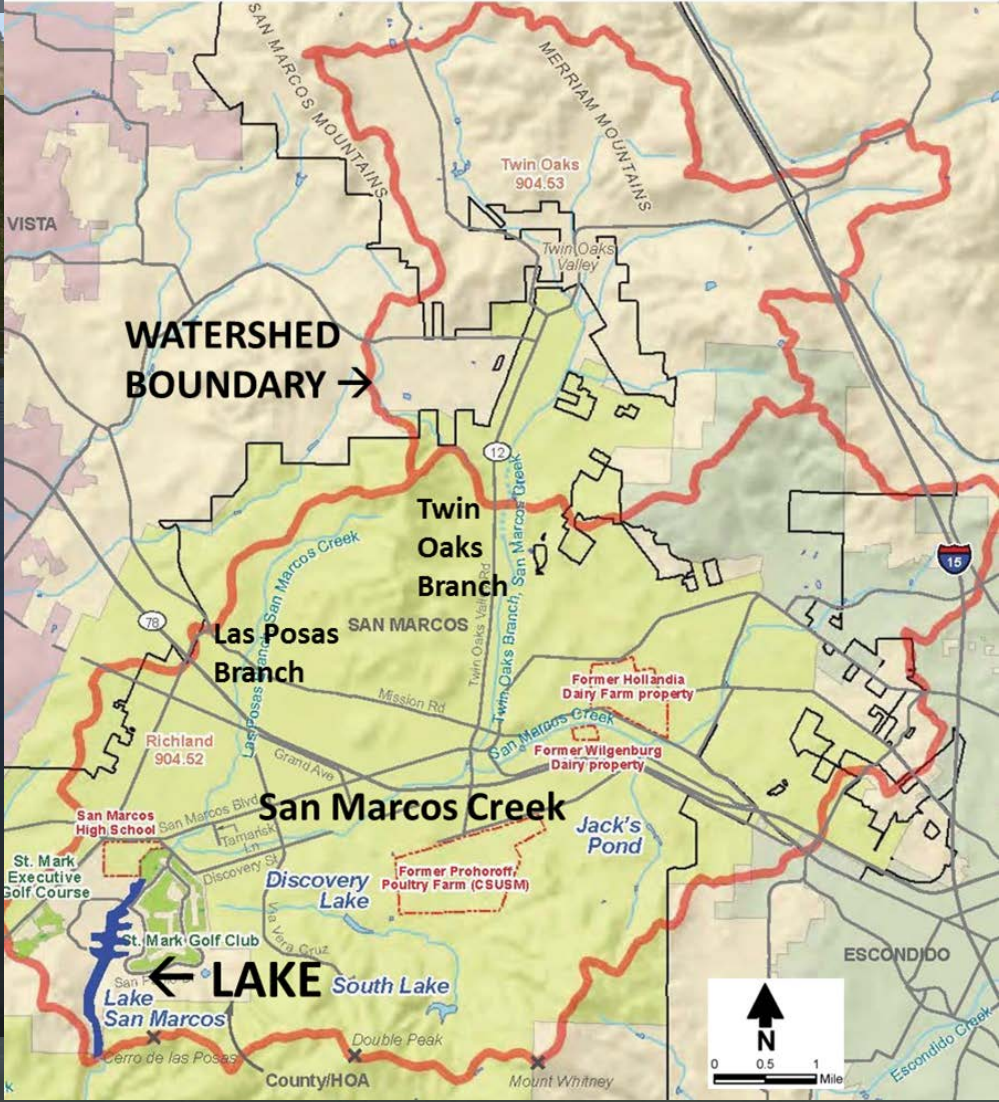 SAN MARCOS MOUNTAINS
MERRIAM MOUNTAINS
Twin Oaks
904.53
VISTA
Twin Oaks
Valley
WATERSHED
BOUNDARY →
12
Twin
Oaks
Branch
Twin Oaks Branch, San Marcos Creek
Las Posas Branch, San Marcos Creek
15
78
Las Posas
Branch
SAN MARCOS
Twin Oaks Valley Rd
Former Hollandia
Dairy Farm property
Mission Rd
San Marcos Creek
Former Wilgenburg
Dairy property
Richland
904.52
Grand Ave
San Marcos Creek
San Marcos Blvd
San Marcos
High School
Tamarisk
Ln
Discovery St
Jack's
Pond
St. Mark
Executive
Golf Course
Discovery
Lake
Former Prohoroff
Poultry Farm (CSUSM)
Via Vera Cruz
St. Mark Golf Club
← LAKE
South Lake
ESCONDIDO
Lake
San Marcos
N
Cerro de las Posas
Double Peak
0 0.5 1
Mile
County/HOA
Mount Whitney
Escondido Creek